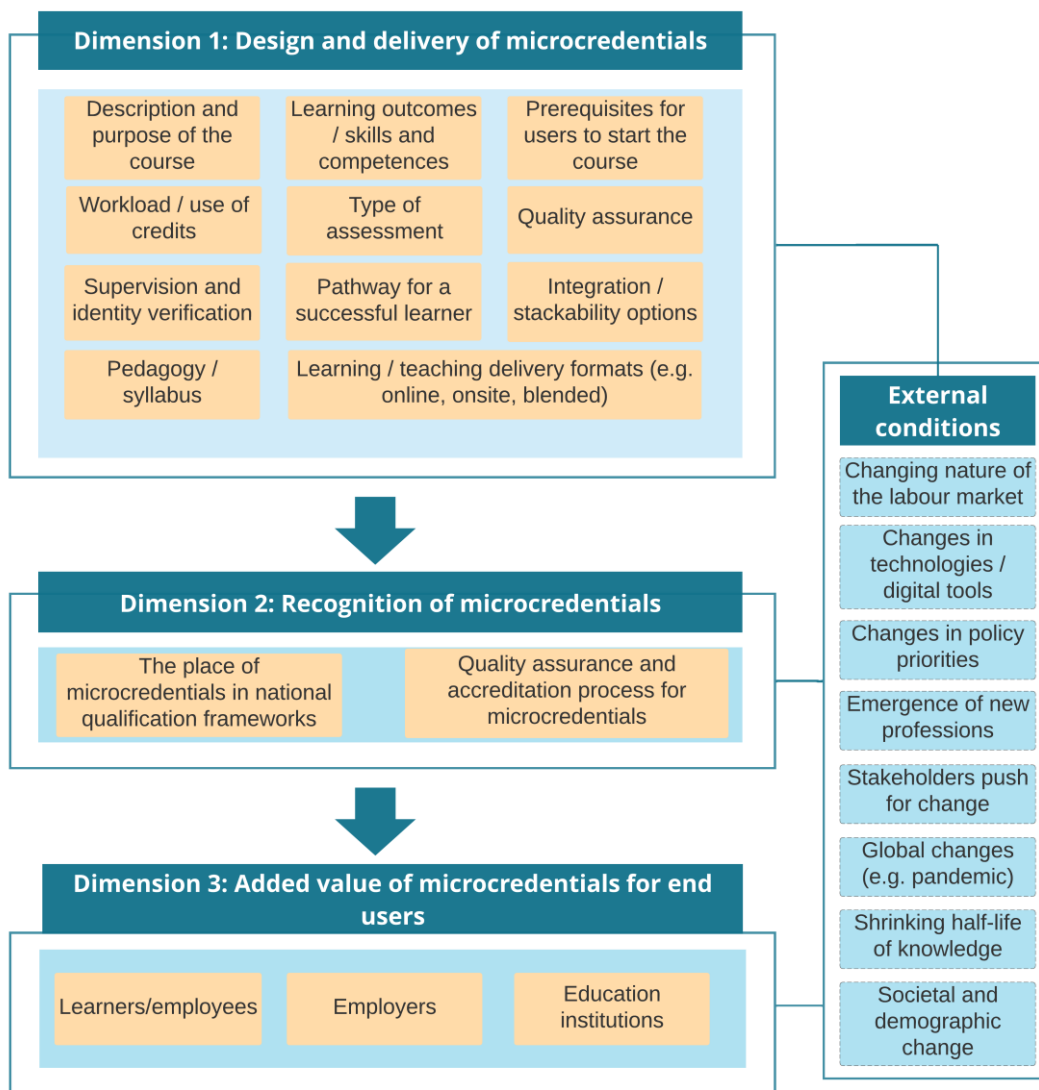 Dimension 1: Design and delivery of microcredentials
Description and
purpose of the
course
Learning outcomes
/ skills and
competences
Prerequisites for
users to start the
course
Workload / use of
credits
Type of
assessment
Quality assurance
Supervision and
identity verification
Pathway for a
successful learner
Integration /
stackability options
Pedagogy /
syllabus
Learning / teaching delivery formats (e.g.
online, onsite, blended)
Dimension 2: Recognition of microcredentials
The place of
microcredentials in national
qualification frameworks
Quality assurance and
accreditation process for
microcredentials
Dimension 3: Added value of microcredentials for end
users
Learners/employees
Employers
Education
institutions
External
conditions
Changing nature of
the labour market
Changes in
technologies /
digital tools
Changes in policy
priorities
Emergence of new
professions
Stakeholders push
for change
Global changes
(e.g. pandemic)
Shrinking half-life
of knowledge
Societal and
demographic
change